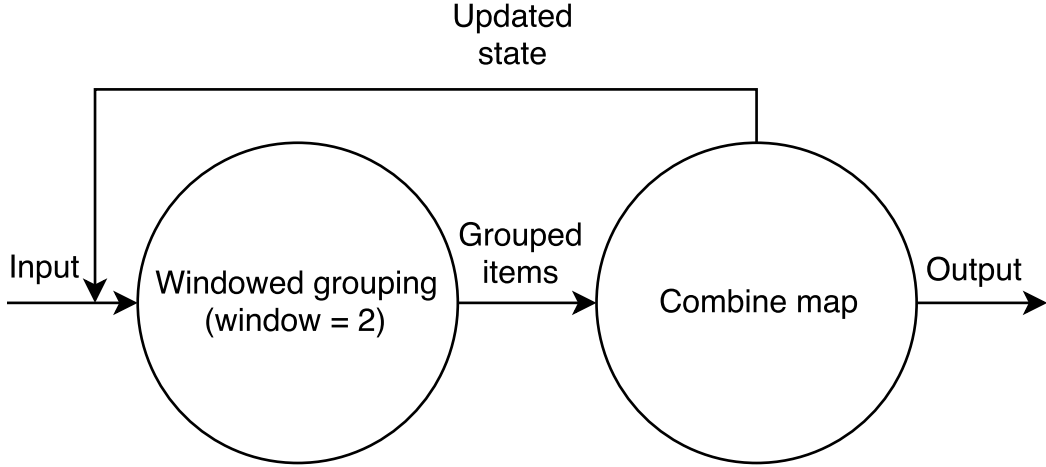 Updated
state
Input
Windowed grouping
(window = 2)
Grouped
items
Combine map
Output